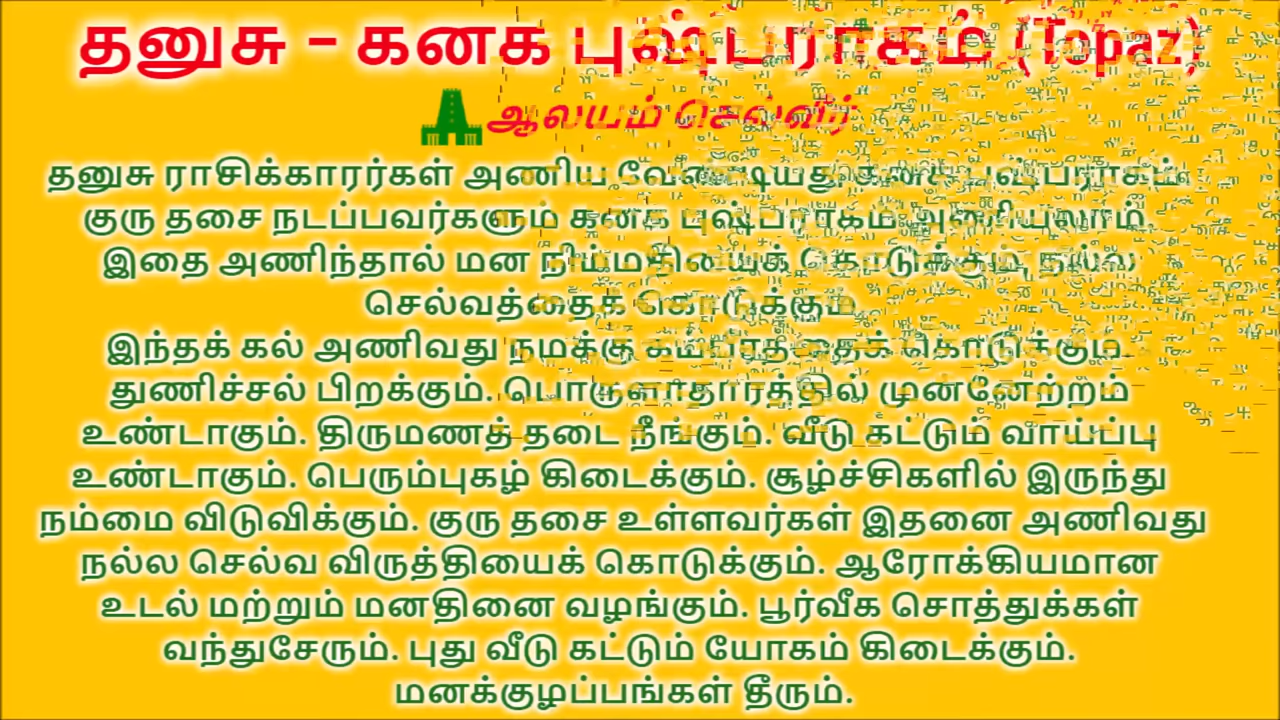 தனுசு - கனக புஷ்பராகம் (Topaz)
ஆலயம் செல்வீர்
தனுசு ராசிக்காரர்கள் அணிய வேண்டியது கனக புஷ்பராகம்.
குரு தசை நடப்பவர்களும் கனக புஷ்பராகம் அணியலாம்.
இதை அணிந்தால் மன நிம்மதியைக் கொடுக்கும், நல்ல
செல்வத்தைக் கொடுக்கும்.
இந்தக் கல் அணிவது நமக்கு கம்பீரத்தைக் கொடுக்கும்.
துணிச்சல் பிறக்கும். பொருளாதாரத்தில் முன்னேற்றம்
உண்டாகும். திருமணத் தடை நீங்கும். வீடு கட்டும் வாய்ப்பு
உண்டாகும். பெரும்புகழ் கிடைக்கும். சூழ்ச்சிகளில் இருந்து
நம்மை விடுவிக்கும். குரு தசை உள்ளவர்கள் இதனை அணிவது
நல்ல செல்வ விருத்தியைக் கொடுக்கும். ஆரோக்கியமான
உடல் மற்றும் மனதினை வழங்கும். பூர்வீக சொத்துக்கள்
வந்துசேரும். புது வீடு கட்டும் யோகம் கிடைக்கும்.
மனக்குழப்பங்கள் தீரும்.